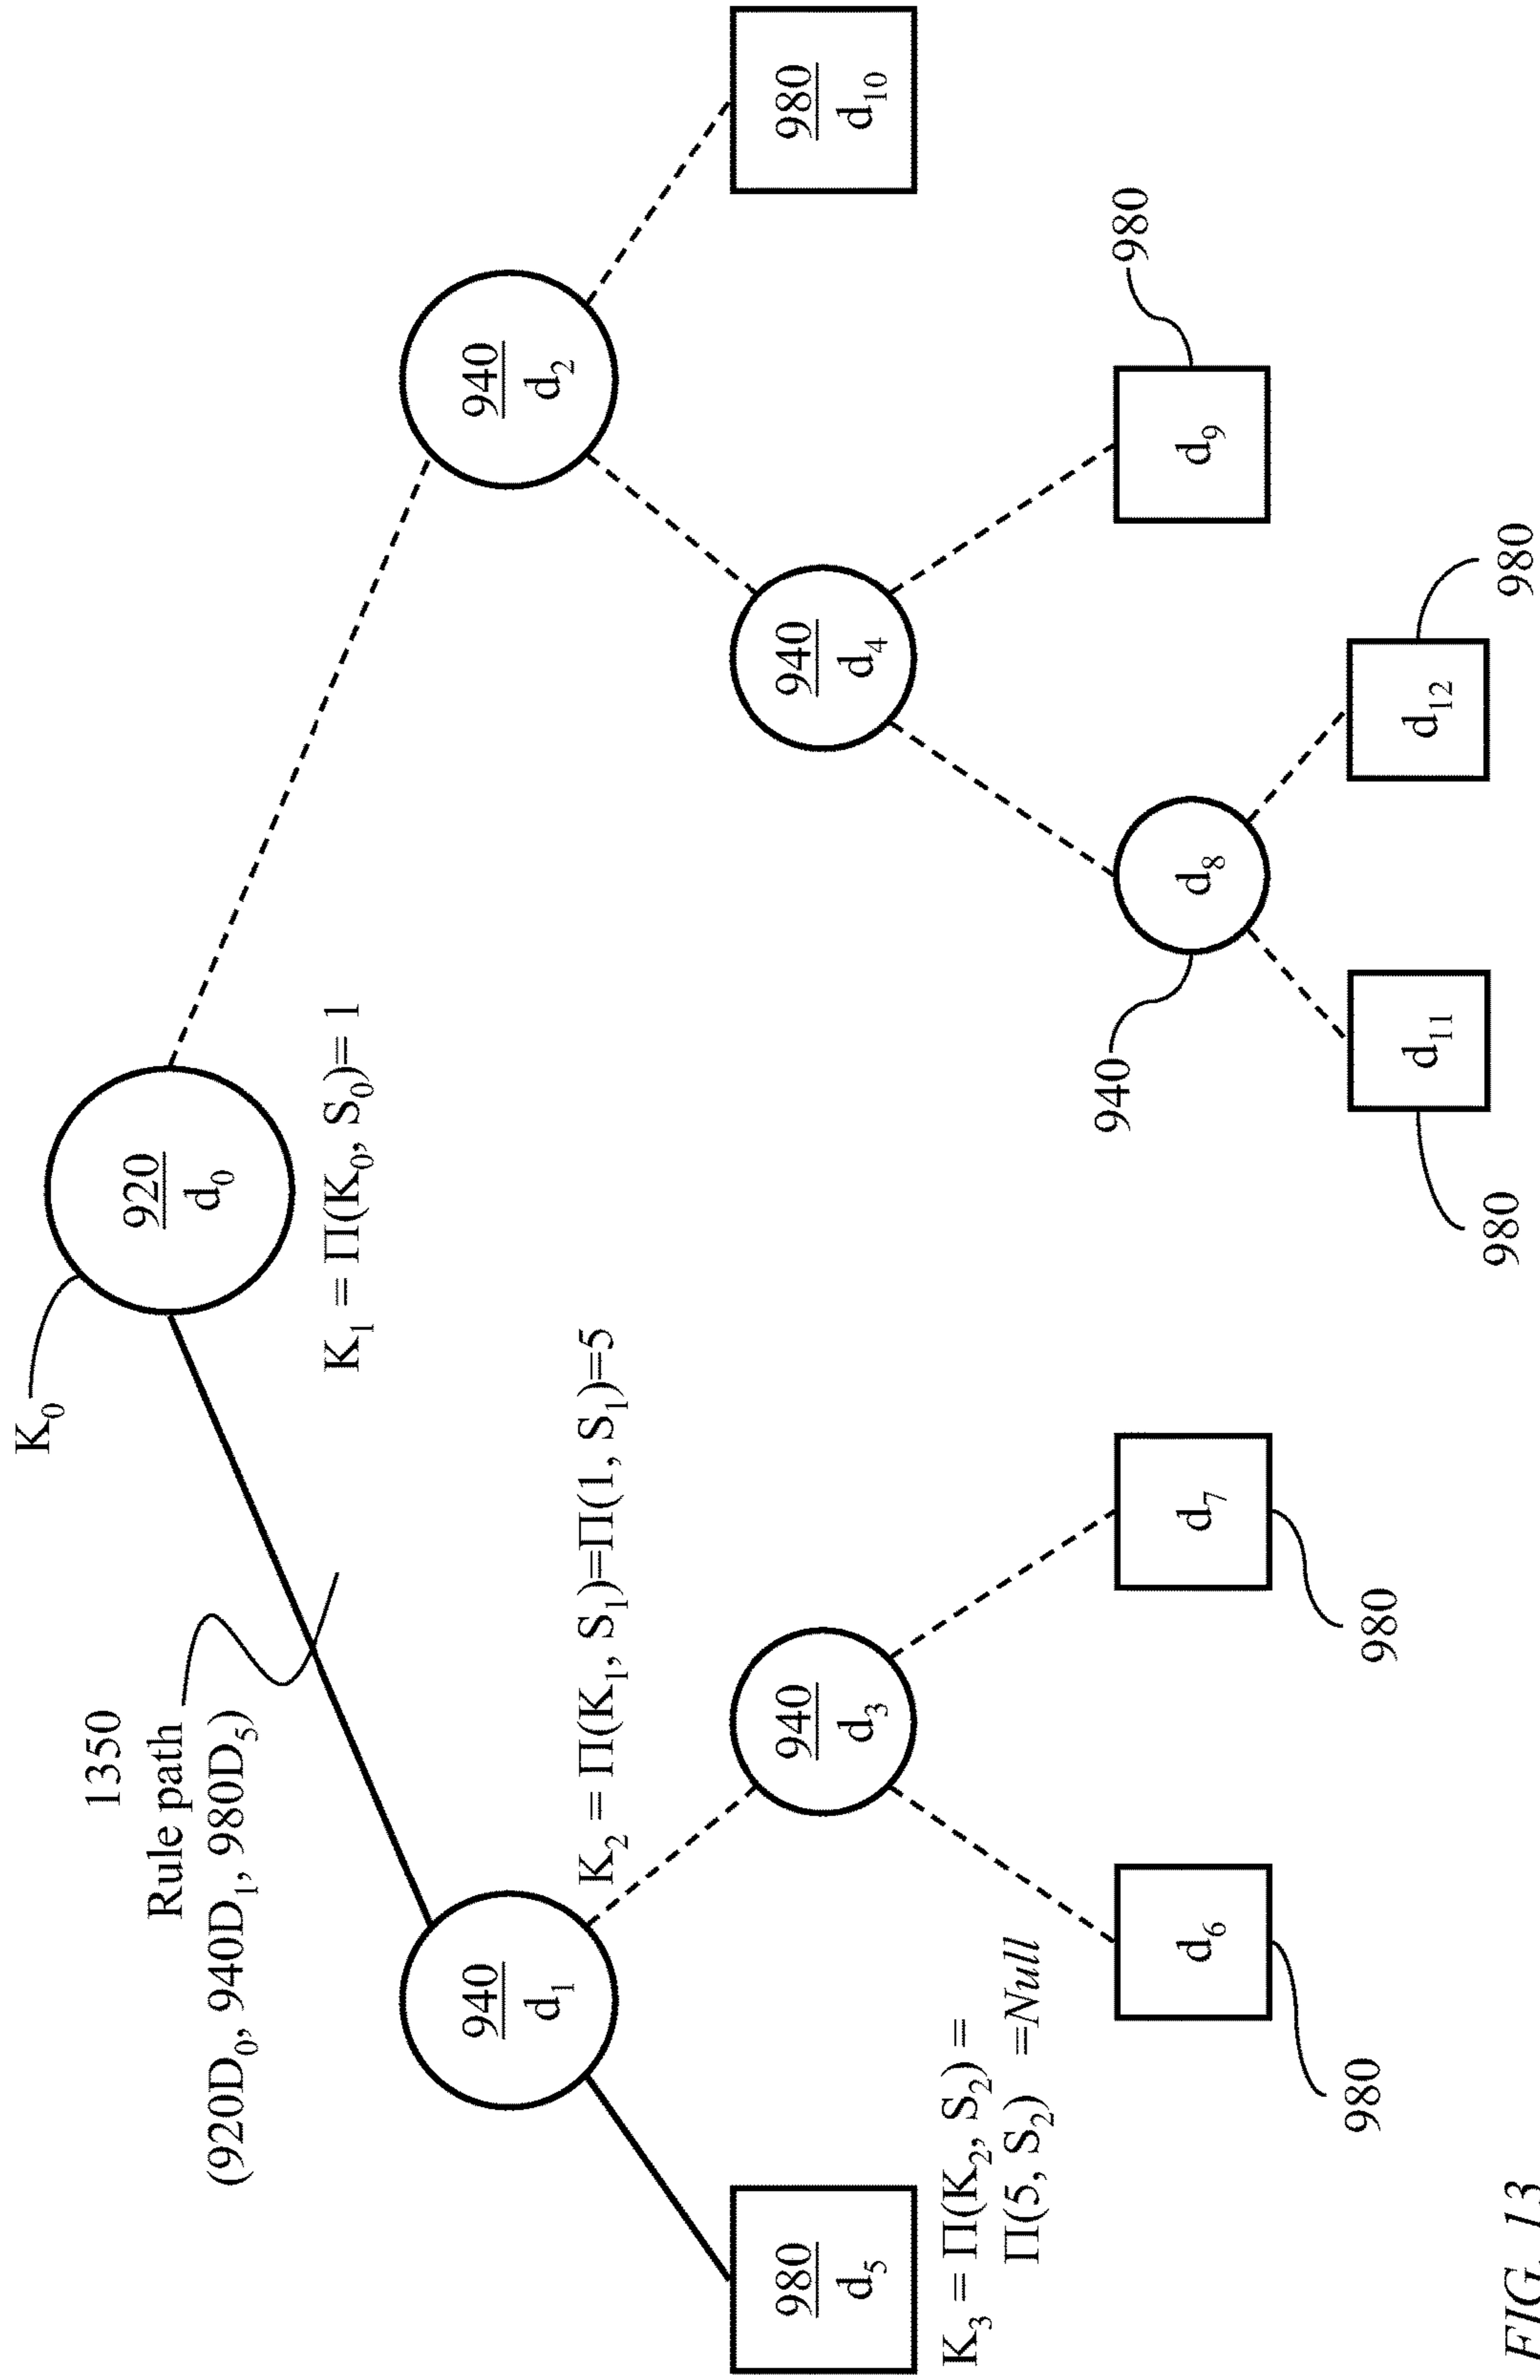 K₀
1350
Rule path
(920D₀, 940D₁, 980D₅)
920
d₀
K₁ = Π(K₀, S₀)= 1
940
d₁
940
d₂
K₂ = Π(K₁, S₁)=Π(1, S₁)=5
980
d₅
940
d₃
940
d₄
980
d₁₀
K₃ = Π(K₂, S₂) =
Π(5, S₂) =Null
d₆
980
d₇
980
940
d₈
d₉
980
d₁₁
980
d₁₂
980
FIG. 13